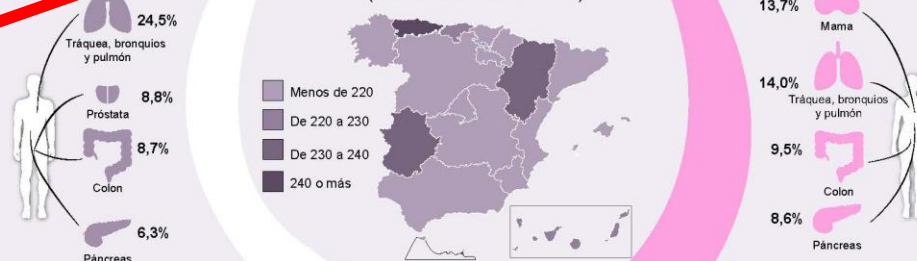 24,5%
Tráquea, bronquios
y pulmón
8,8%
Próstata
8,7%
Colon
6,3%
Páncreas
Menos de 220
De 220 a 230
De 230 a 240
240 o más
13,7%
Mama
14,0%
Tráquea, bronquios
y pulmón
9,5%
Colon
8,6%
Páncreas